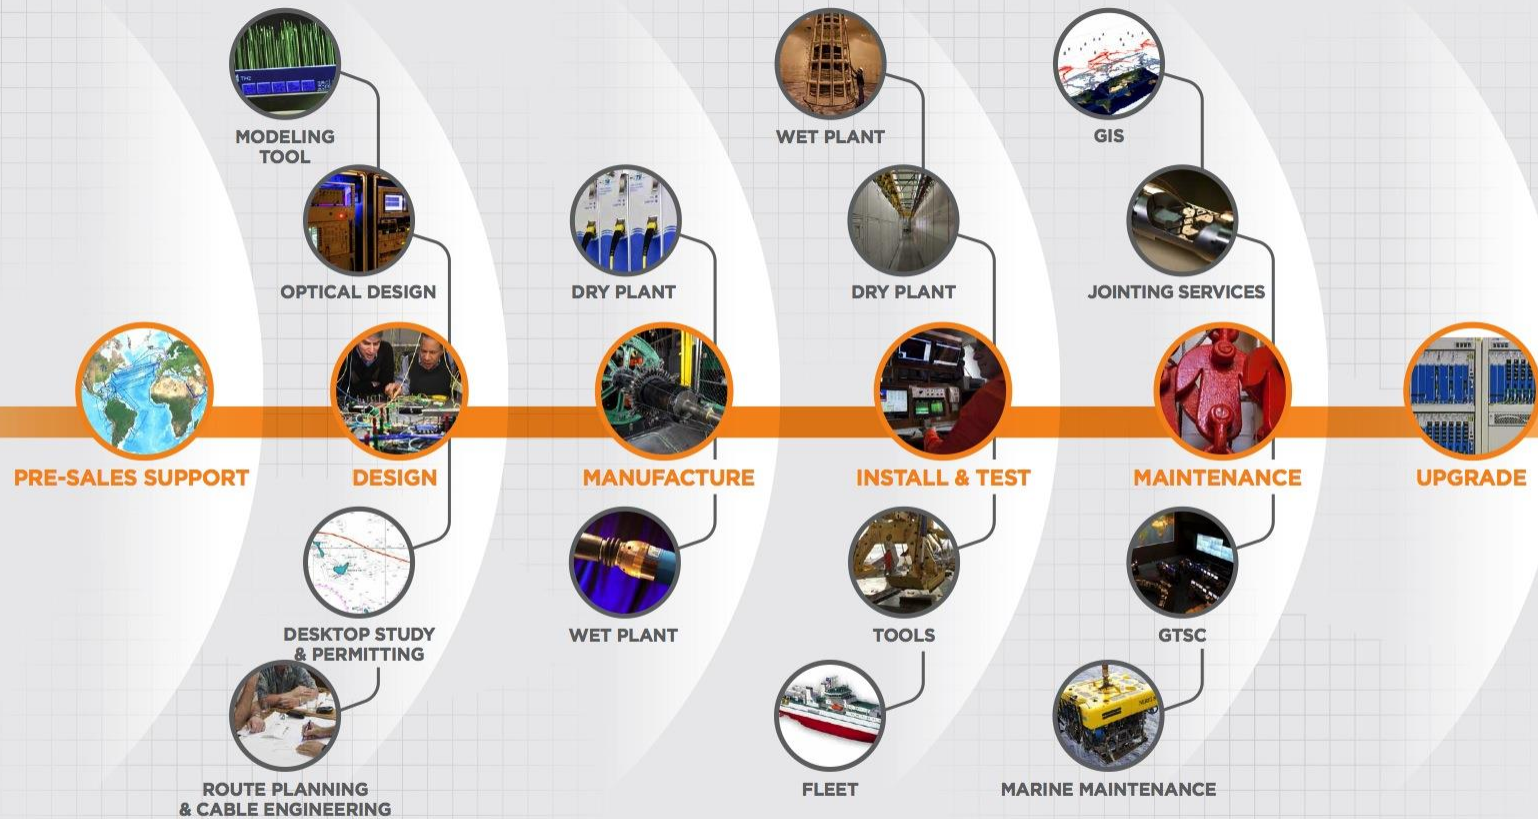 MODELING
TOOL
OPTICAL DESIGN
DRY PLANT
WET PLANT
DRY PLANT
GIS
JOINTING SERVICES
PRE-SALES SUPPORT
DESIGN
MANUFACTURE
INSTALL & TEST
MAINTENANCE
UPGRADE
DESKTOP STUDY
& PERMITTING
WET PLANT
TOOLS
GTSC
ROUTE PLANNING
& CABLE ENGINEERING
FLEET
MARINE MAINTENANCE